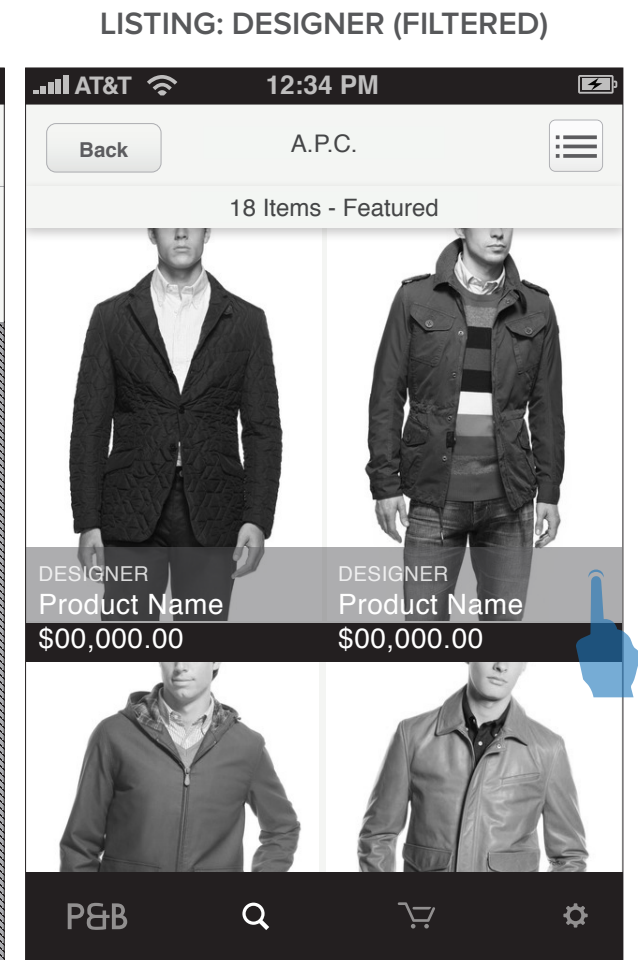 LISTING: DESIGNER (FILTERED)
AT&T 12:34 PM
Back A.P.C.
18 Items - Featured
DESIGNER DESIGNER
Product Name Product Name
$00,000.00 $00,000.00
P&B